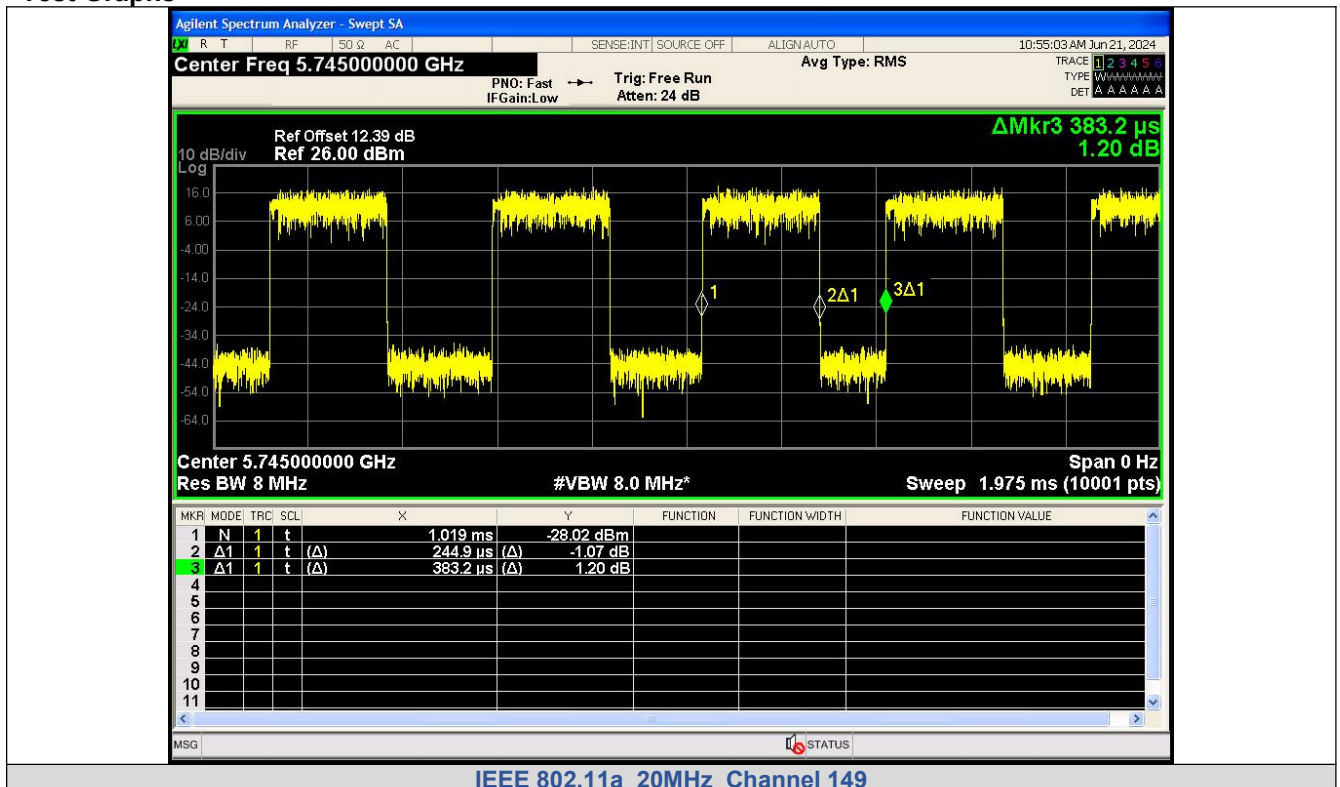 Test Graphs
Agilent Spectrum Analyzer - Swept SA
LXI R T RF 50 Ω AC SENSE:INT SOURCE OFF ALIGN AUTO 10:55:03 AM Jun 21, 2024
Center Freq 5.745000000 GHz
PNO: Fast
IFGain:Low
Trig: Free Run
Atten: 24 dB
Avg Type: RMS
TRACE 1 2 3 4 5 6
TYPE W
DET A A A A A A
ΔMkr3 383.2 µs
1.20 dB
Ref Offset 12.39 dB
10 dB/div Ref 26.00 dBm
Log
16.0
6.00
-4.00
-14.0
-24.0
-34.0
-44.0
-54.0
-64.0
1
2Δ1
3Δ1
Center 5.745000000 GHz Span 0 Hz
Res BW 8 MHz #VBW 8.0 MHz* Sweep 1.975 ms (10001 pts)
MKR MODE TRC SCL X Y FUNCTION FUNCTION WIDTH FUNCTION VALUE
1 N 1 t 1.019 ms -28.02 dBm
2 Δ1 1 t (Δ) 244.9 µs (Δ) -1.07 dB
3 Δ1 1 t (Δ) 383.2 µs (Δ) 1.20 dB
4
5
6
7
8
9
10
11
MSG STATUS
IEEE 802.11a_20MHz_Channel 149